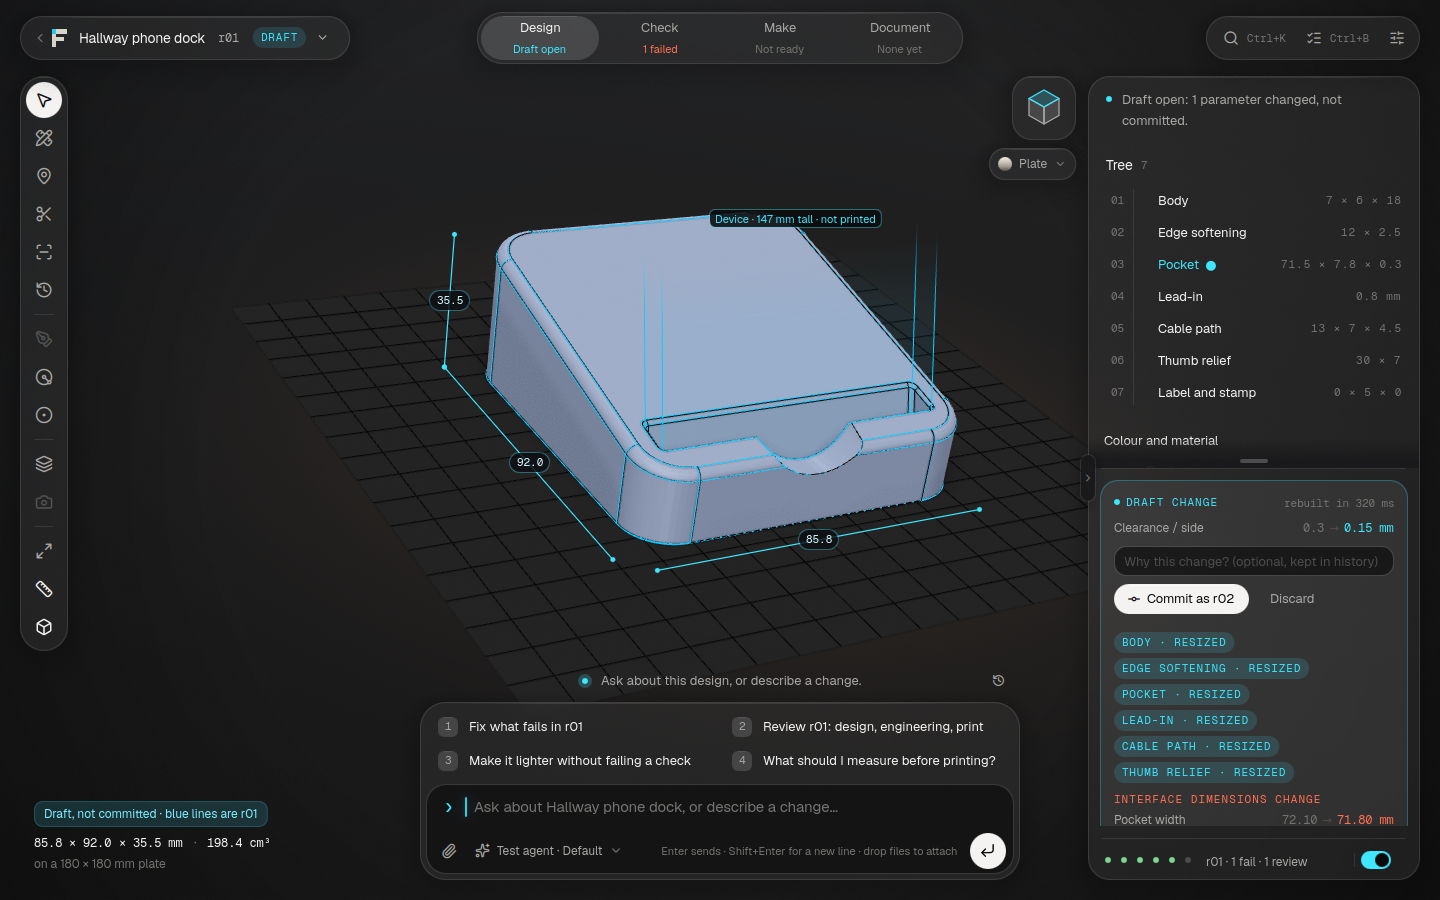 Hallway phone dock r01 DRAFT
Design
Draft open
Check
1 failed
Make
Not ready
Document
None yet
Ctrl+K
Ctrl+B
Plate
Device · 147 mm tall · not printed
35.5
92.0
85.8
Draft open: 1 parameter changed, not
committed.
Tree 7
01 Body 7 × 6 × 18
02 Edge softening 12 × 2.5
03 Pocket 71.5 × 7.8 × 0.3
04 Lead-in 0.8 mm
05 Cable path 13 × 7 × 4.5
06 Thumb relief 30 × 7
07 Label and stamp 0 × 5 × 0
Colour and material
DRAFT CHANGE rebuilt in 320 ms
Clearance / side 0.3 → 0.15 mm
Why this change? (optional, kept in history)
Commit as r02 Discard
BODY · RESIZED
EDGE SOFTENING · RESIZED
POCKET · RESIZED
LEAD-IN · RESIZED
CABLE PATH · RESIZED
THUMB RELIEF · RESIZED
INTERFACE DIMENSIONS CHANGE
Pocket width 72.10 → 71.80 mm
r01 · 1 fail · 1 review
Ask about this design, or describe a change.
1 Fix what fails in r01
2 Review r01: design, engineering, print
3 Make it lighter without failing a check
4 What should I measure before printing?
Ask about Hallway phone dock, or describe a change...
Test agent · Default
Enter sends · Shift+Enter for a new line · drop files to attach
Draft, not committed · blue lines are r01
85.8 × 92.0 × 35.5 mm · 198.4 cm³
on a 180 × 180 mm plate